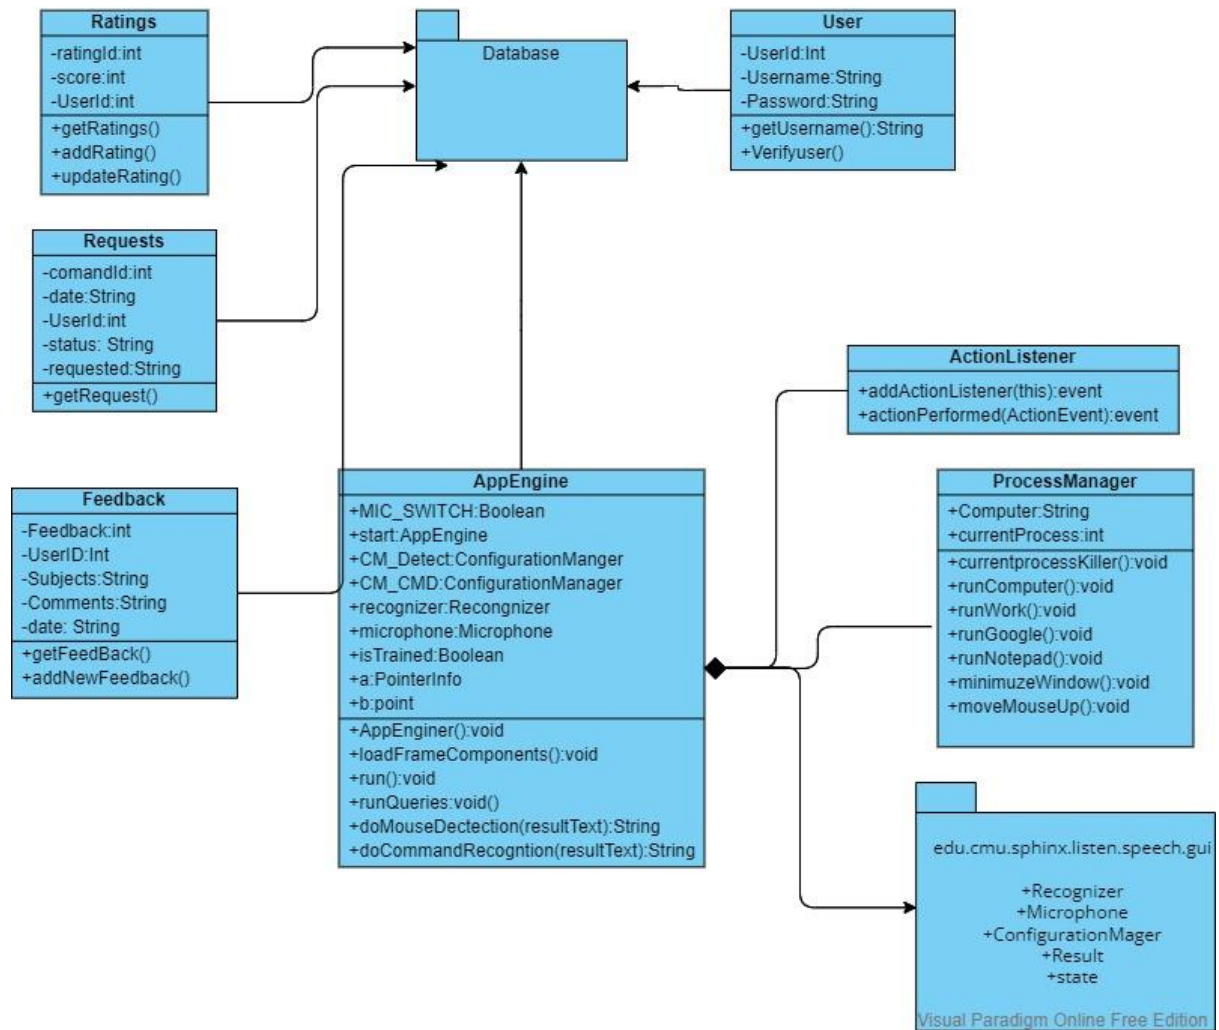 Ratings
-ratingId:int
-score:int
-UserId:int
+getRatings()
+addRating()
+updateRating()
Database
User
-UserId:Int
-Username:String
-Password:String
+getUsername():String
+Verifyuser()
Requests
-comandId:int
-date:String
-UserId:int
-status: String
-requested:String
+getRequest()
ActionListener
+addActionListener(this):event
+actionPerformed(ActionEvent):event
Feedback
-Feedback:int
-UserID:Int
-Subjects:String
-Comments:String
-date: String
+getFeedBack()
+addNewFeedback()
AppEngine
+MIC_SWITCH:Boolean
+start:AppEngine
+CM_Detect:ConfigurationManger
+CM_CMD:ConfigurationManager
+recognizer:Recongnizer
+microphone:Microphone
+isTrained:Boolean
+a:PointerInfo
+b:point
+AppEnginer():void
+loadFrameComponents():void
+run():void
+runQueries:void()
+doMouseDectection(resultText):String
+doCommandRecogntion(resultText):String
ProcessManager
+Computer:String
+currentProcess:int
+currentprocessKiller():void
+runComputer():void
+runWork():void
+runGoogle():void
+runNotepad():void
+minimuzeWindow():void
+moveMouseUp():void
edu.cmu.sphinx.listen.speech.gui
+Recognizer
+Microphone
+ConfigurationMager
+Result
+state
Visual Paradigm Online Free Edition